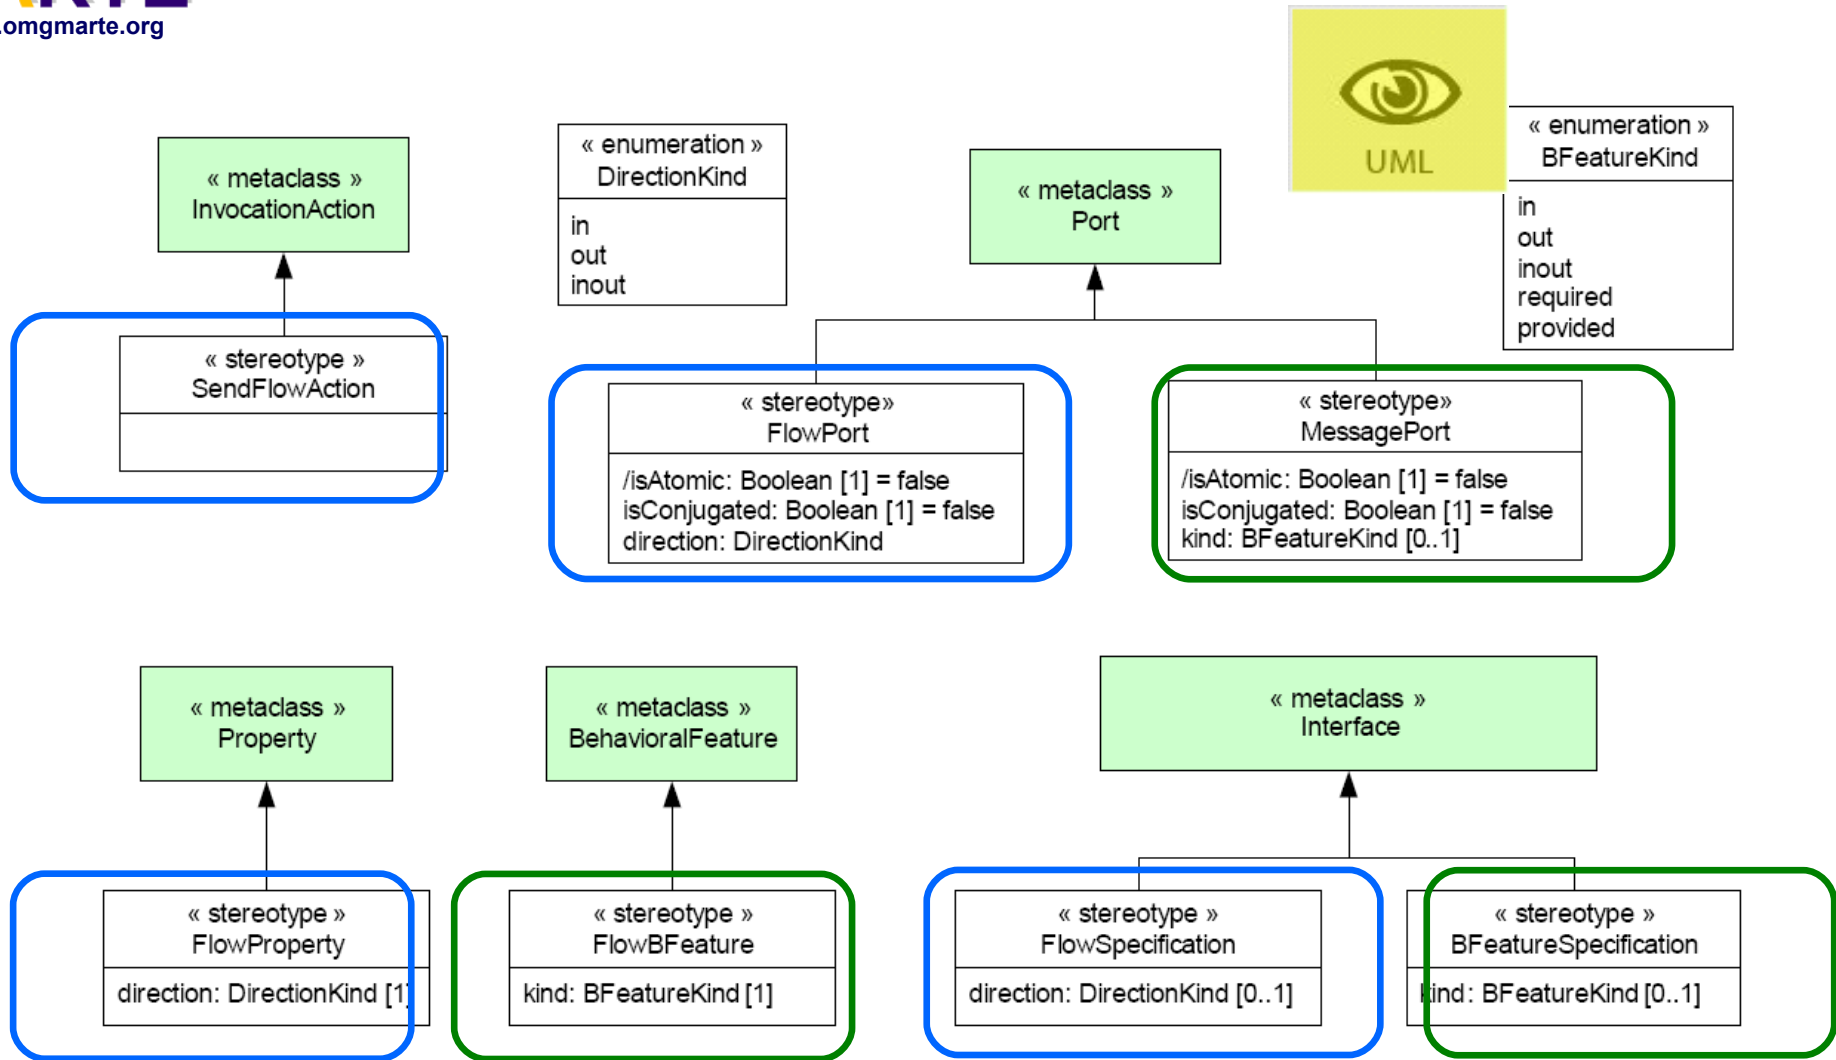 .omgmarte.org
« metaclass »
InvocationAction
« stereotype »
SendFlowAction
« enumeration »
DirectionKind
in
out
inout
« metaclass »
Port
UML
« enumeration »
BFeatureKind
in
out
inout
required
provided
« stereotype»
FlowPort
/isAtomic: Boolean [1] = false
isConjugated: Boolean [1] = false
direction: DirectionKind
« stereotype»
MessagePort
/isAtomic: Boolean [1] = false
isConjugated: Boolean [1] = false
kind: BFeatureKind [0..1]
« metaclass »
Property
« stereotype »
FlowProperty
direction: DirectionKind [1]
« metaclass »
BehavioralFeature
« stereotype »
FlowBFeature
kind: BFeatureKind [1]
« metaclass »
Interface
« stereotype »
FlowSpecification
direction: DirectionKind [0..1]
« stereotype »
BFeatureSpecification
kind: BFeatureKind [0..1]